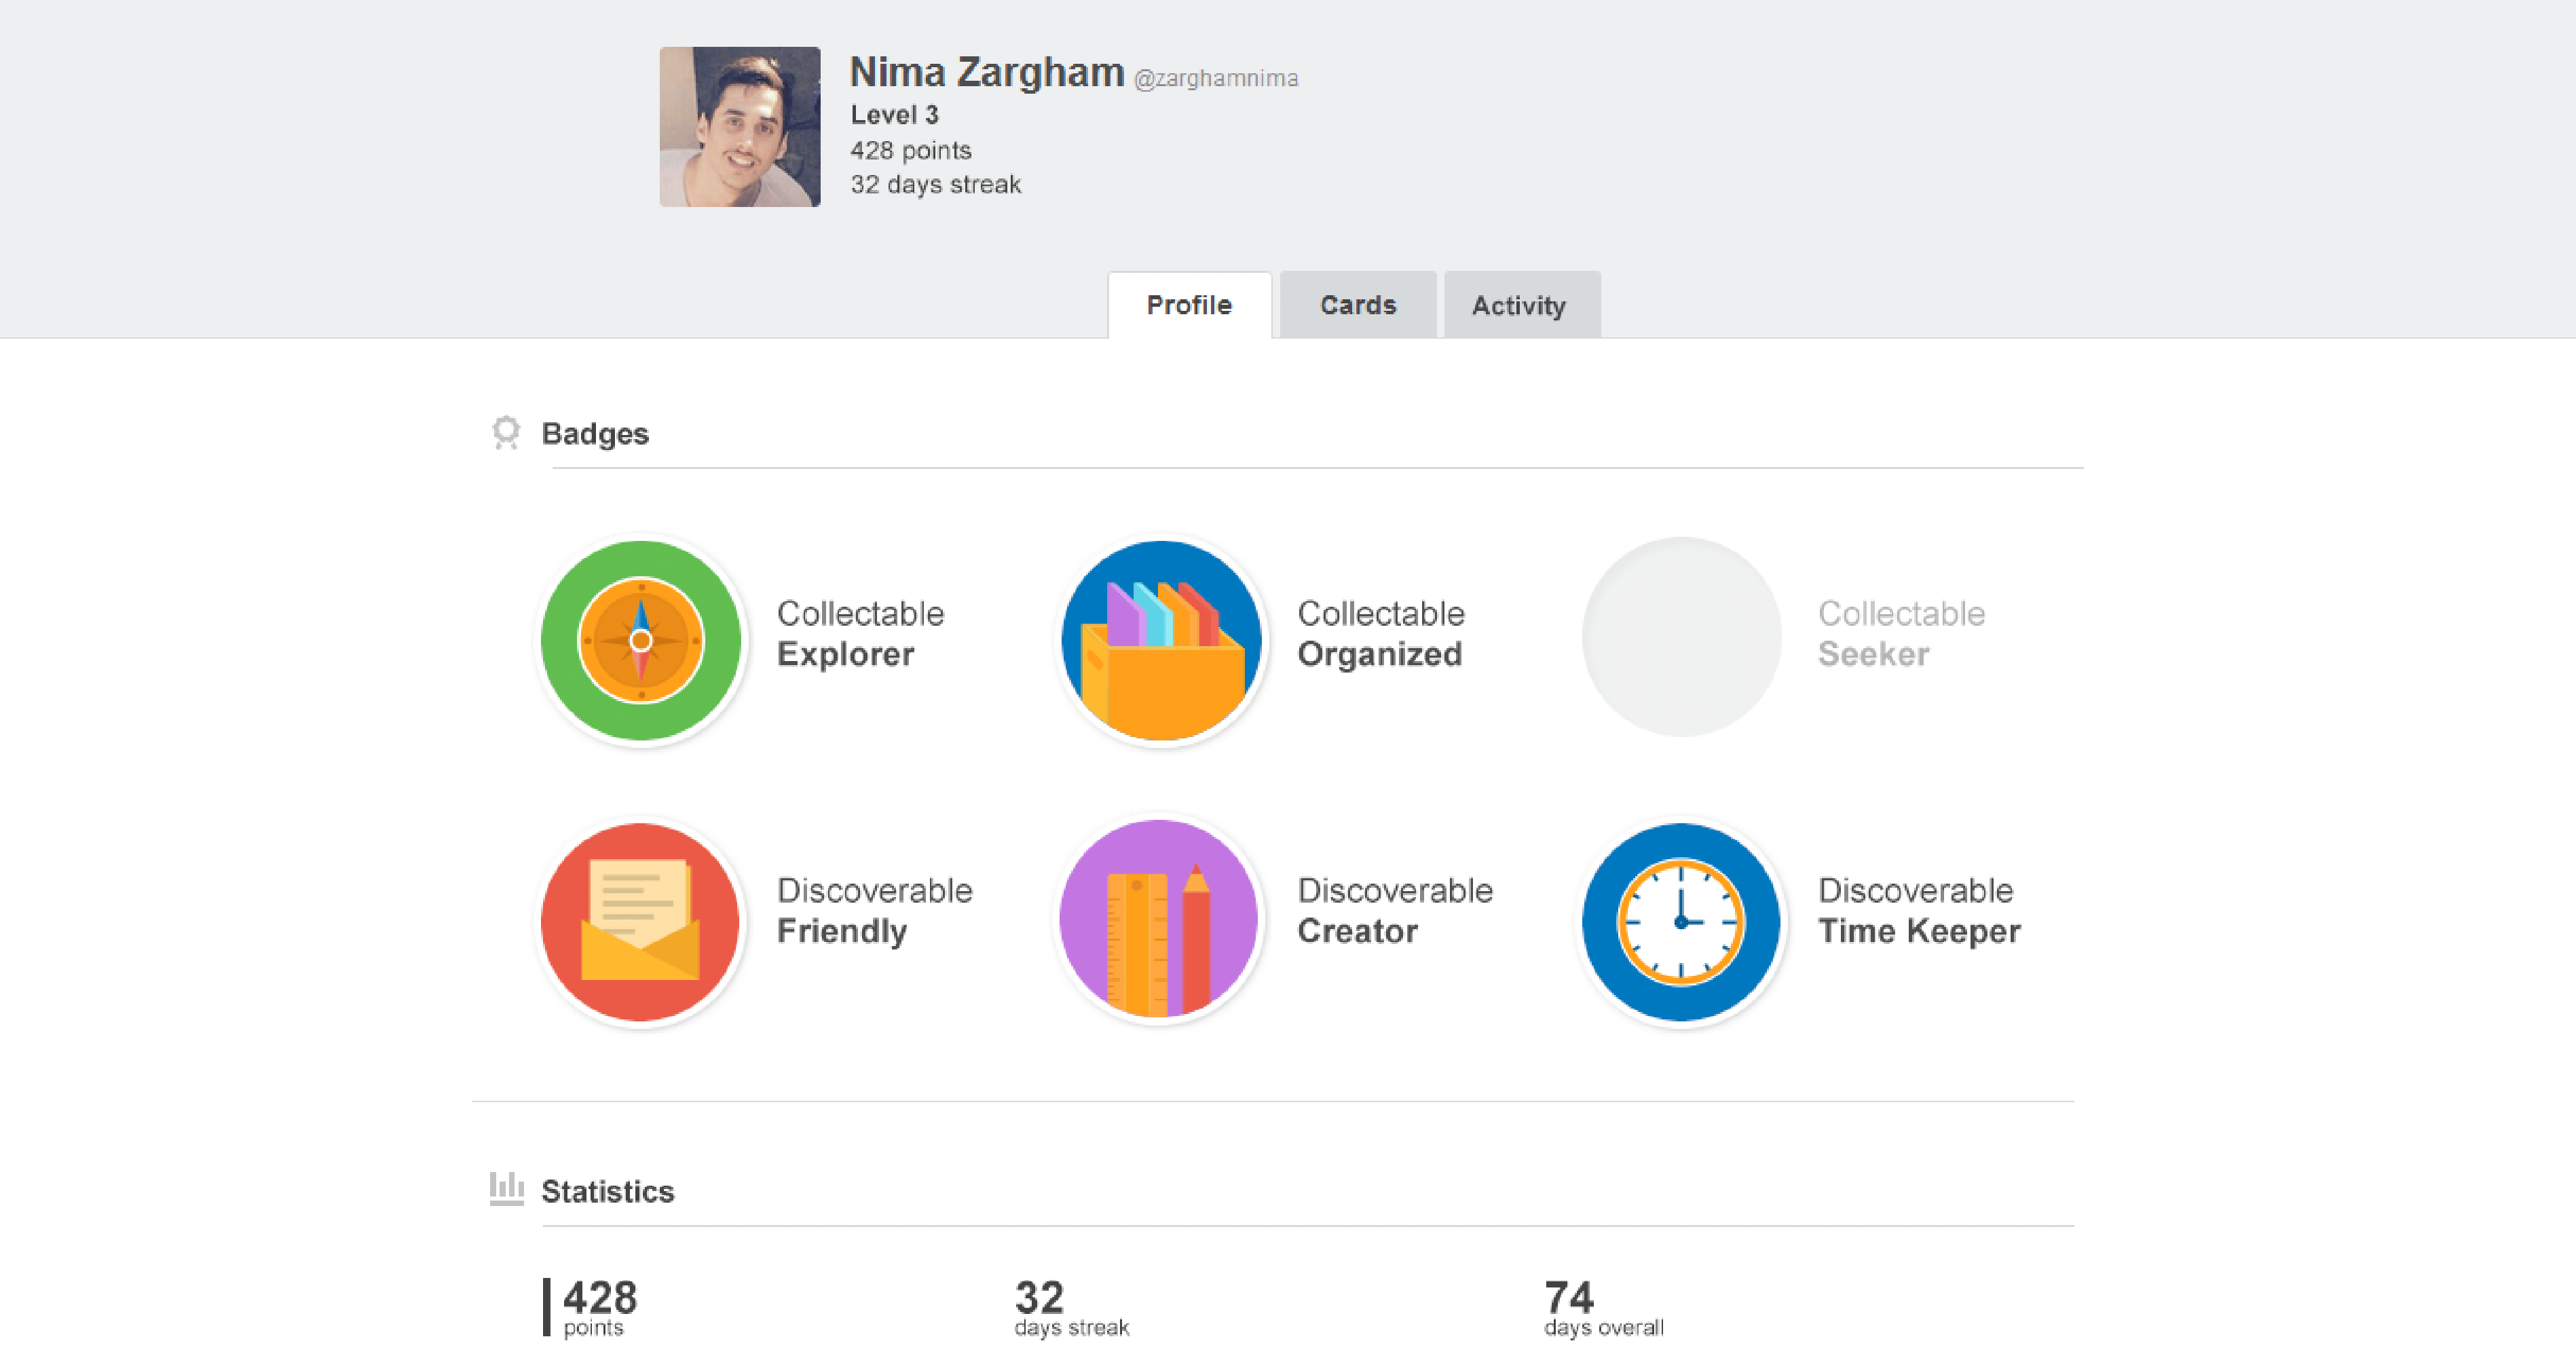 Nima Zargham @zarghamnima
Level 3
428 points
32 days streak
Profile Cards Activity
Badges
Collectable
Explorer
Collectable
Organized
Collectable
Seeker
Discoverable
Friendly
Discoverable
Creator
Discoverable
Time Keeper
Statistics
428
points
32
days streak
74
days overall